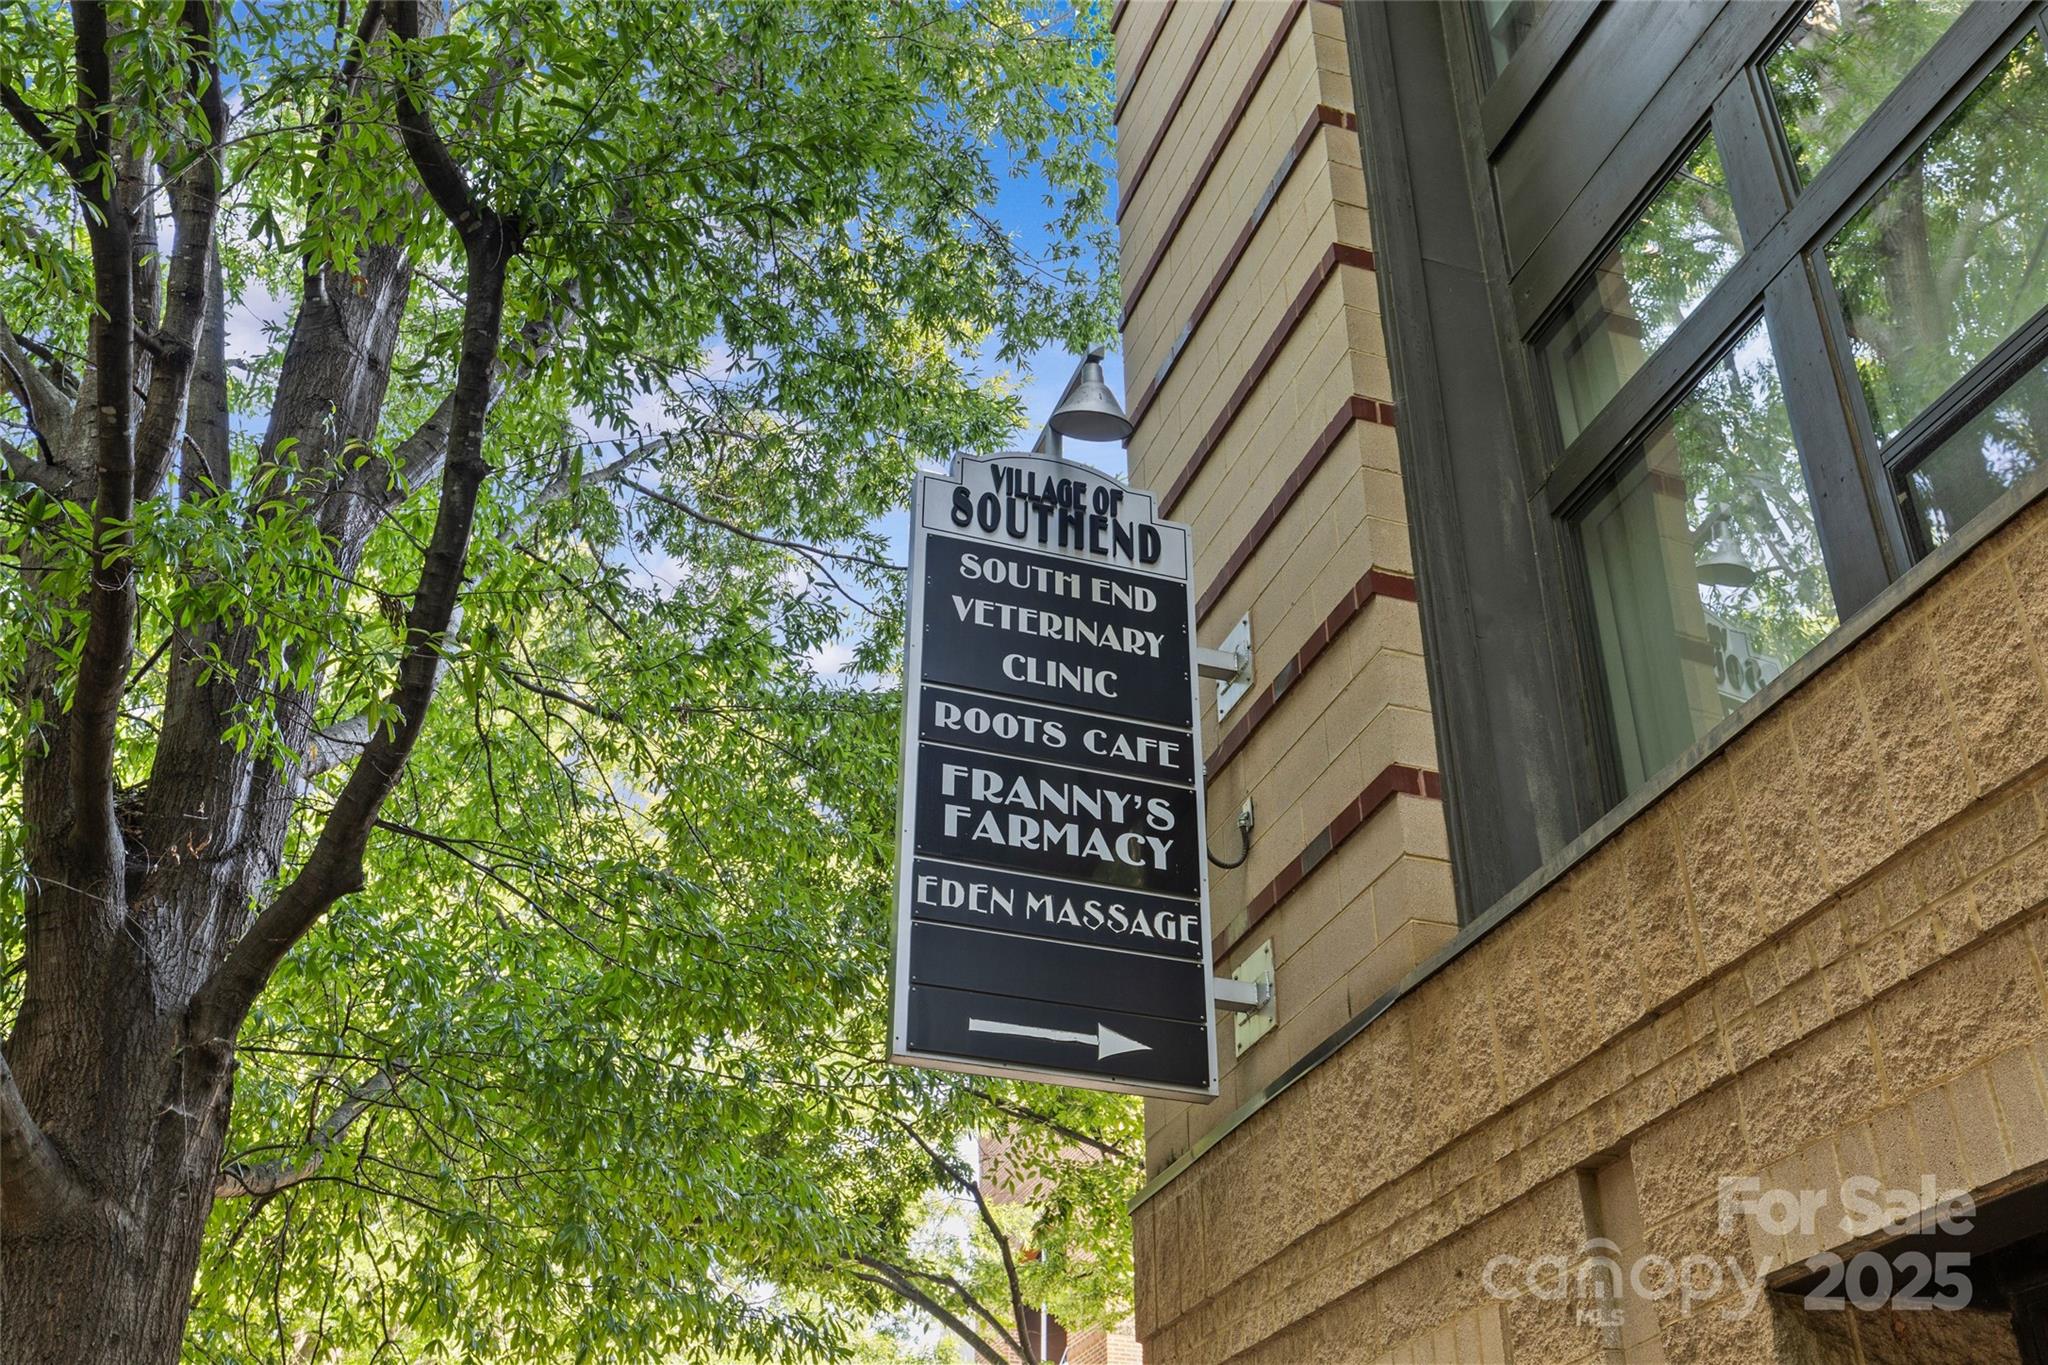 VILLAGE OF
SOUTHEND
SOUTH END
VETERINARY
CLINIC
ROOTS CAFE
FRANNY'S
FARMACY
EDEN MASSAGE
For Sale
canopy 2025
MLS